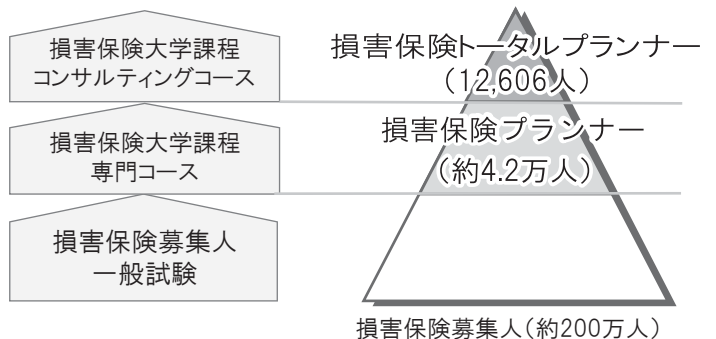 損害保険大学課程
コンサルティングコース
損害保険トータルプランナー
(12,606人)
損害保険大学課程
専門コース
損害保険プランナー
(約4.2万人)
損害保険募集人
一般試験
損害保険募集人(約200万人)